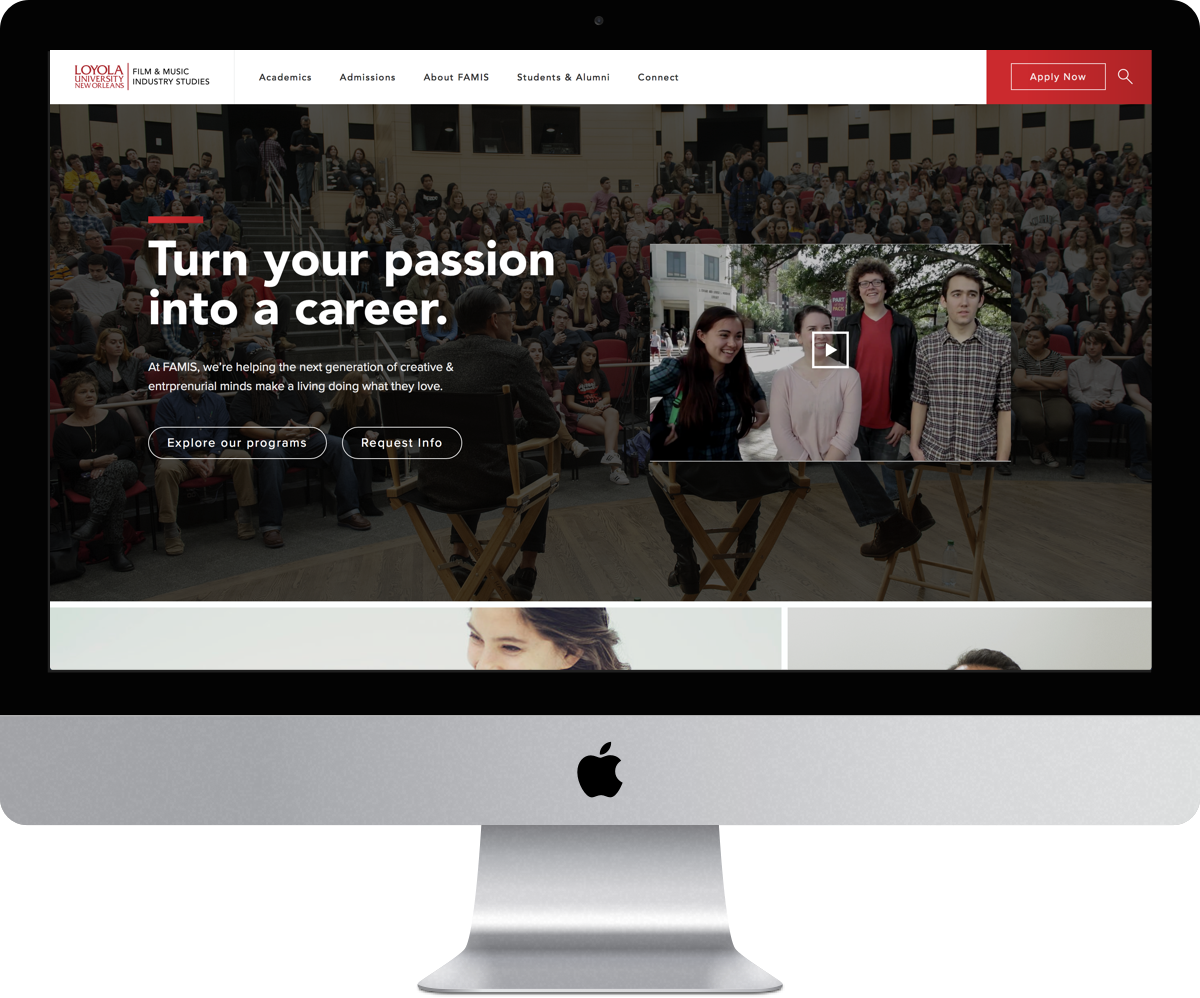 LOYOLA
UNIVERSITY
NEW ORLEANS
FILM & MUSIC
INDUSTRY STUDIES
Academics
Admissions
About FAMIS
Students & Alumni
Connect
Apply Now
Turn your passion
into a career.
At FAMIS, we're helping the next generation of creative &
entrprenurial minds make a living doing what they love.
Explore our programs
Request Info
PART